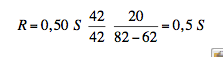 R = 0,50 S 42/42 20/82 − 62 = 0,5 S